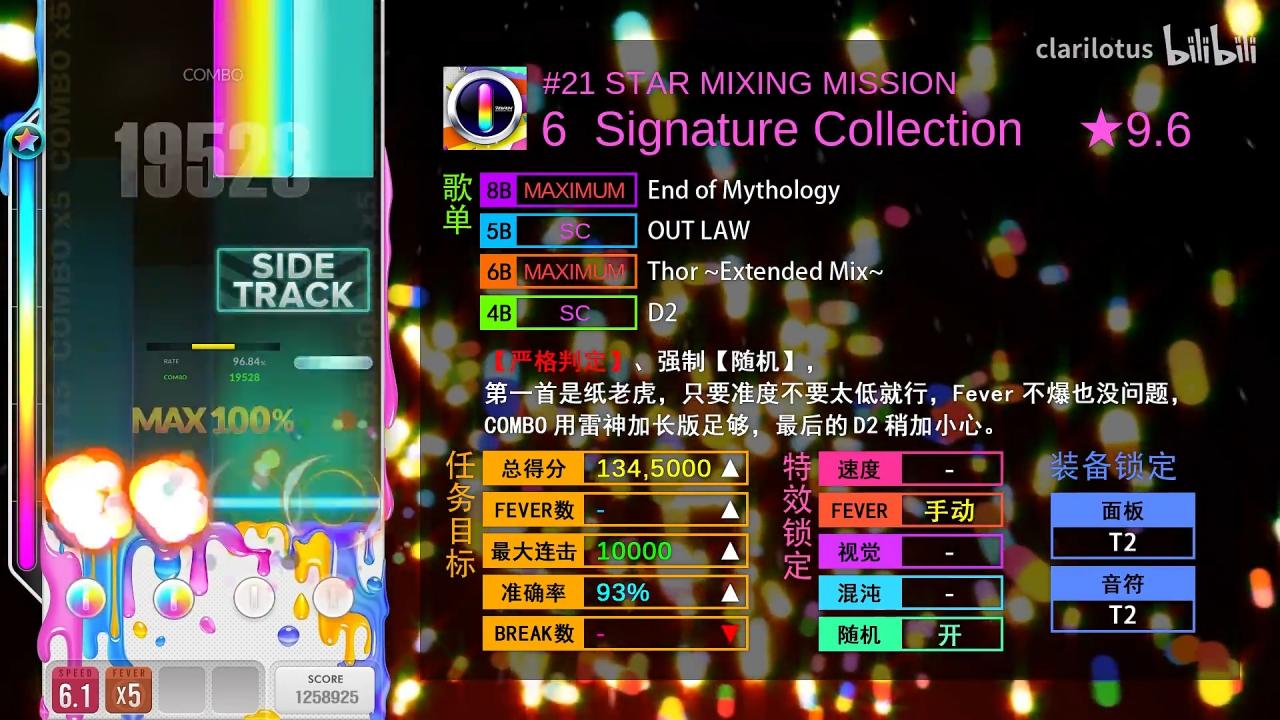 clarilotus bilibili
#21 STAR MIXING MISSION
6 Signature Collection ★9.6
歌单
8B MAXIMUM End of Mythology
5B SC OUT LAW
6B MAXIMUM Thor ~Extended Mix~
4B SC D2
【严格判定】、强制【随机】，
第一首是纸老虎，只要准度不要太低就行，Fever 不爆也没问题，
COMBO 用雷神加长版足够，最后的 D2 稍加小心。
任务目标
总得分 134,5000 ▲
FEVER数 - ▲
最大连击 10000 ▲
准确率 93% ▲
BREAK数 - ▼
特效锁定
速度 -
FEVER 手动
视觉 -
混沌 -
随机 开
装备锁定
面板
T2
音符
T2
COMBO
19528
SIDE
TRACK
RATE 96.84%
COMBO 19528
MAX 100%
SPEED
6.1
FEVER
x5
SCORE
1258925
COMBO x5 COMBO x5 COMBO x5